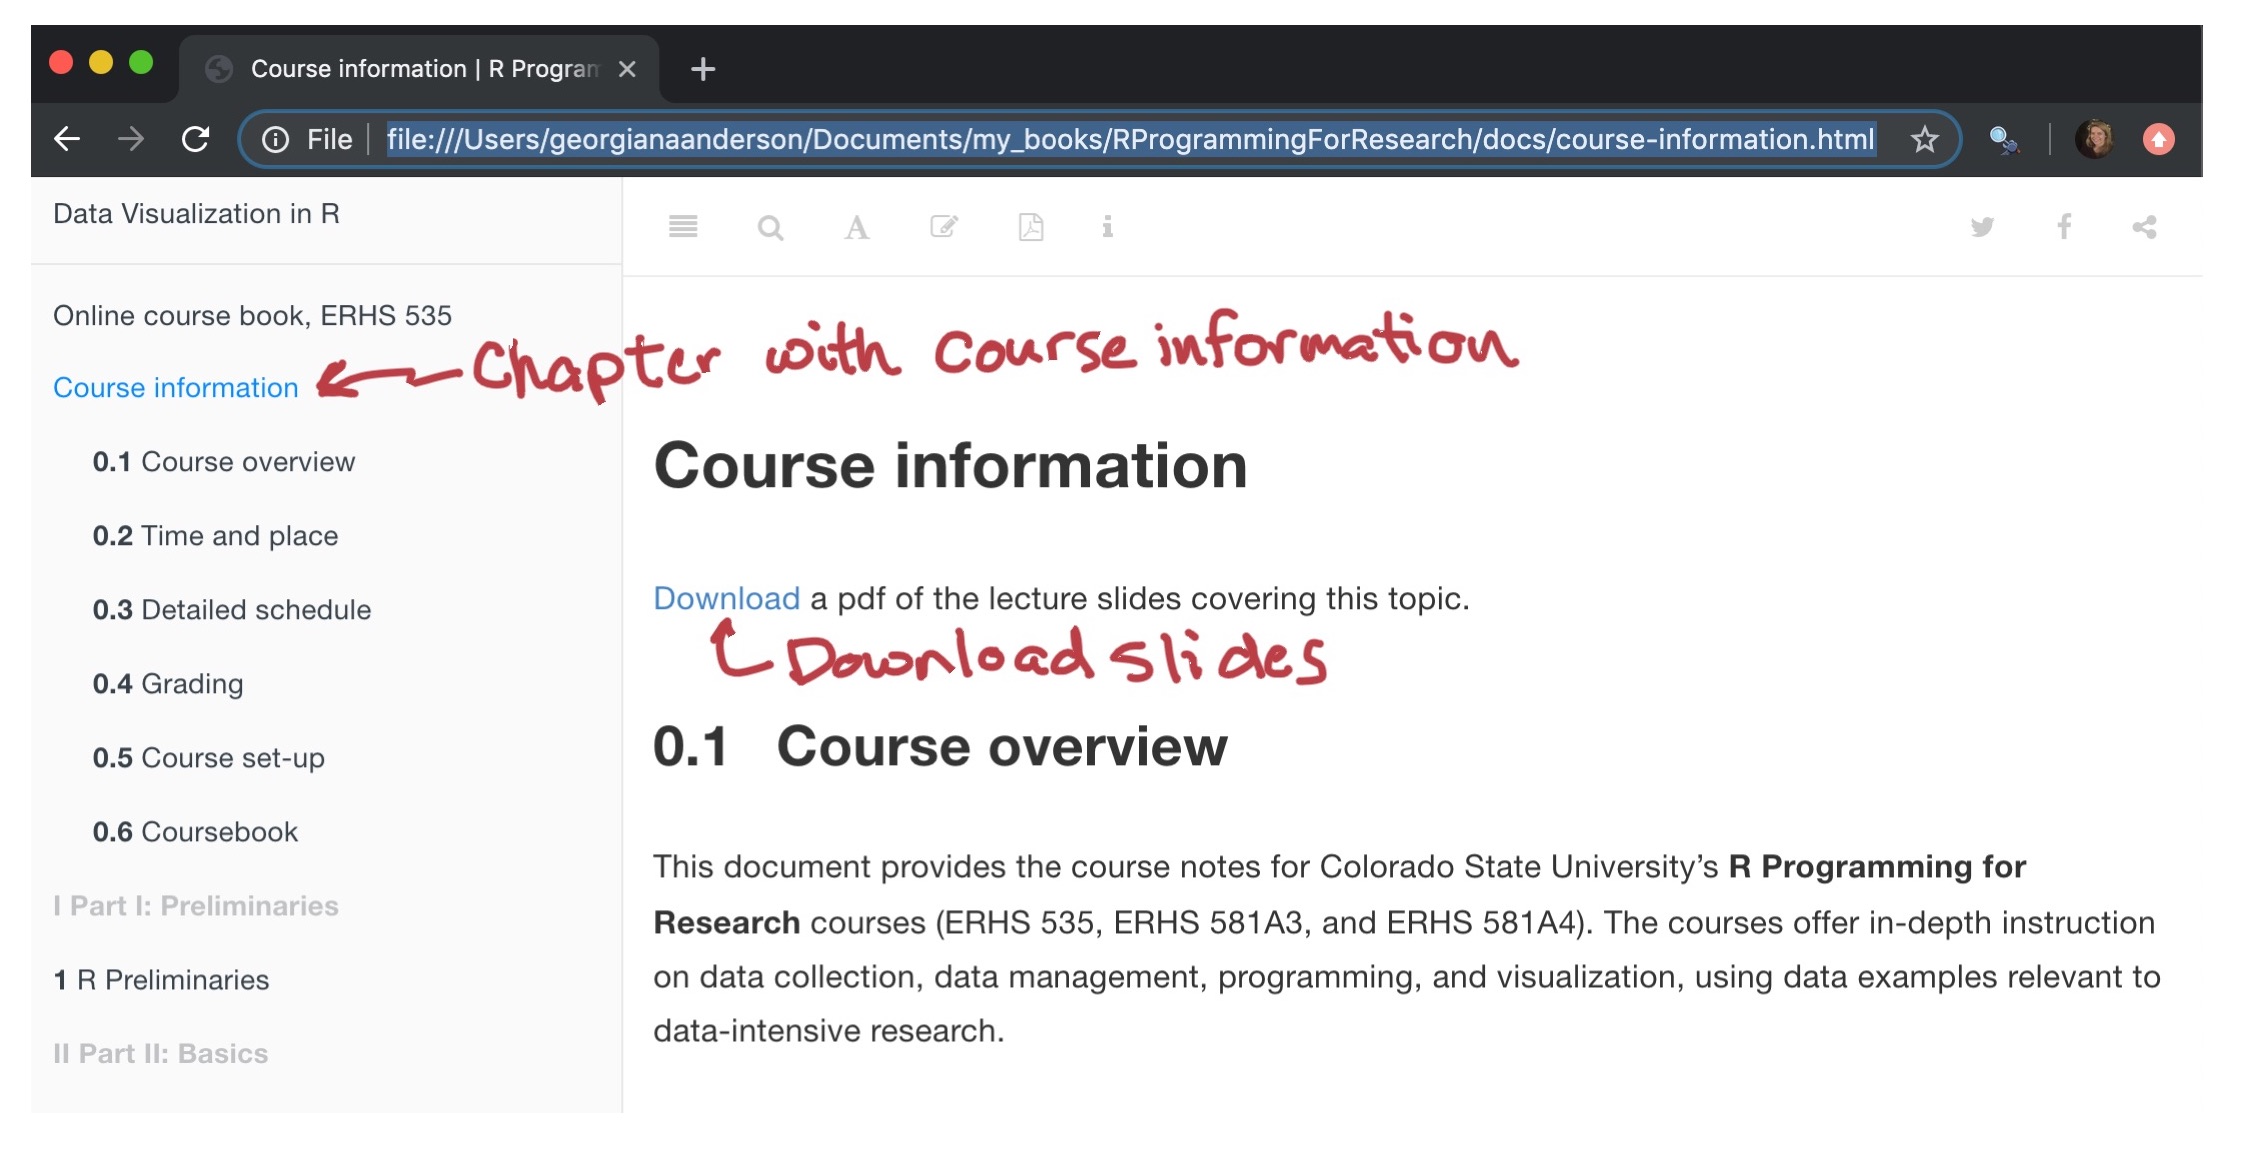 Course information | R Program
File | file:///Users/georgianaanderson/Documents/my_books/RProgrammingForResearch/docs/course-information.html
Data Visualization in R
Online course book, ERHS 535
Chapter with course information
Course information
0.1 Course overview
0.2 Time and place
0.3 Detailed schedule
0.4 Grading
0.5 Course set-up
0.6 Coursebook
I Part I: Preliminaries
1 R Preliminaries
II Part II: Basics
Course information
Download a pdf of the lecture slides covering this topic.
Download slides
0.1 Course overview
This document provides the course notes for Colorado State University’s R Programming for
Research courses (ERHS 535, ERHS 581A3, and ERHS 581A4). The courses offer in-depth instruction
on data collection, data management, programming, and visualization, using data examples relevant to
data-intensive research.